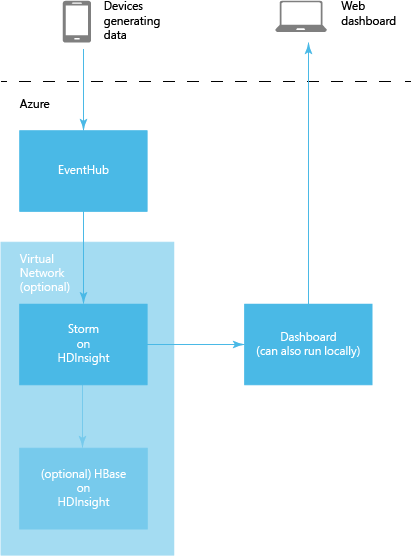 Devices
generating
data
Web
dashboard
Azure
EventHub
Virtual
Network
(optional)
Storm
on
HDInsight
Dashboard
(can also run locally)
(optional) HBase
on
HDInsight